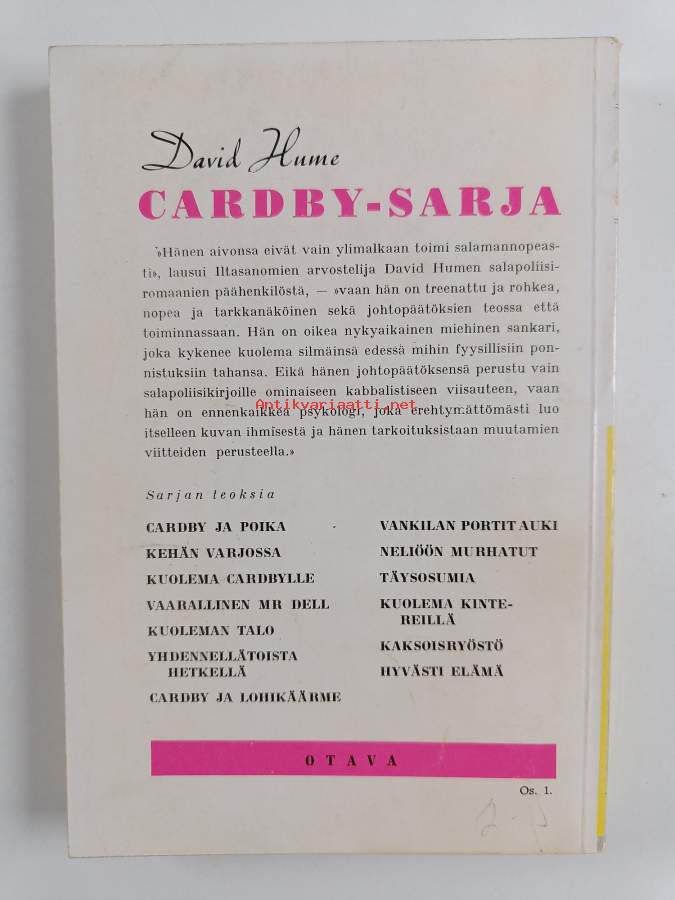 David Hume
CARDBY-SARJA
»Hänen aivonsa eivät vain ylimalkaan toimi salamannopeas-
ti», lausui Iltasanomien arvostelija David Humen salapoliisi-
romaanien päähenkilöstä, — »vaan hän on treenattu ja rohkea,
nopea ja tarkkanäköinen sekä johtopäätöksien teossa että
toiminnassaan. Hän on oikea nykyaikainen miehinen sankari,
joka kykenee kuolema silmäinsä edessä mihin fyysillisiin pon-
nistuksiin tahansa. Eikä hänen johtopäätöksensä perustu vain
salapoliisikirjoille ominaiseen kabbalistiseen viisauteen, vaan
Antikvariaatti.net
hän on ennenkaikkea psykologi, joka erehtymättömästi luo
itselleen kuvan ihmisestä ja hänen tarkoituksistaan muutamien
viitteiden perusteella.»
Sarjan teoksia
CARDBY JA POIKA
KEHÄN VARJOSSA
KUOLEMA CARDBYLLE
VAARALLINEN MR DELL
KUOLEMAN TALO
YHDENNELLÄTOISTA
HETKELLÄ
CARDBY JA LOHIKÄÄRME
VANKILAN PORTIT AUKI
NELIÖÖN MURHATUT
TÄYSOSUMIA
KUOLEMA KINTE-
REILLÄ
KAKSOISRYÖSTÖ
HYVÄSTI ELÄMÄ
OTAVA
Os. 1.